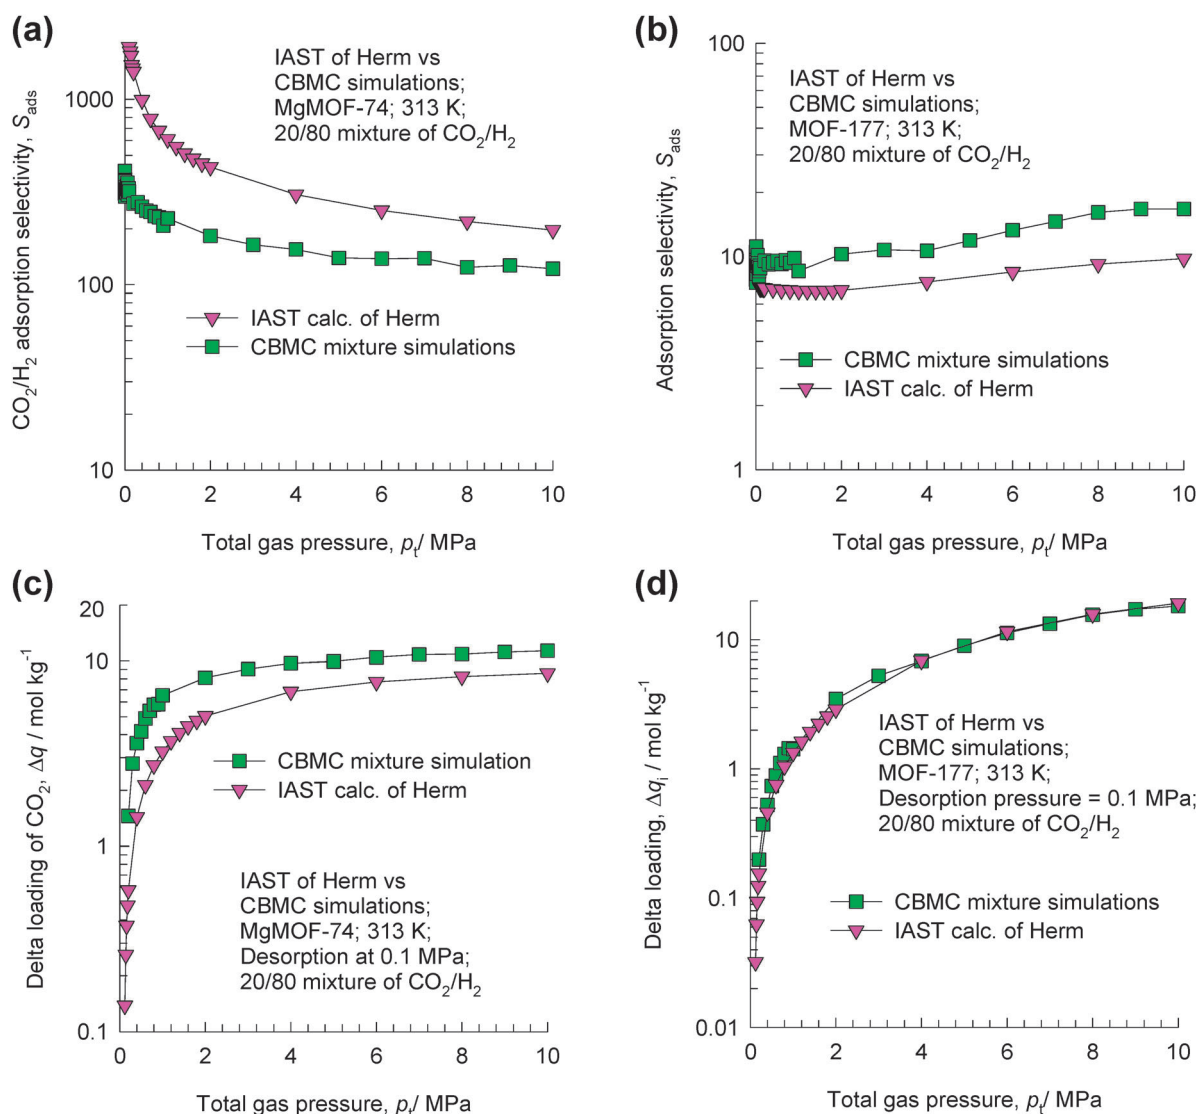 (a)
IAST of Herm vs
CBMC simulations;
MgMOF-74; 313 K;
20/80 mixture of CO₂/H₂
CO₂/H₂ adsorption selectivity, S_ads
1000
100
10
IAST calc. of Herm
CBMC mixture simulations
0 2 4 6 8 10
Total gas pressure, p_t/ MPa
(b)
IAST of Herm vs
CBMC simulations;
MOF-177; 313 K;
20/80 mixture of CO₂/H₂
Adsorption selectivity, S_ads
100
10
1
CBMC mixture simulations
IAST calc. of Herm
0 2 4 6 8 10
Total gas pressure, p_t/ MPa
(c)
Delta loading of CO₂, Δq / mol kg⁻¹
20
10
1
0.1
CBMC mixture simulation
IAST calc. of Herm
IAST of Herm vs
CBMC simulations;
MgMOF-74; 313 K;
Desorption at 0.1 MPa;
20/80 mixture of CO₂/H₂
0 2 4 6 8 10
Total gas pressure, p_t/ MPa
(d)
Delta loading, Δq_i / mol kg⁻¹
10
1
0.1
0.01
IAST of Herm vs
CBMC simulations;
MOF-177; 313 K;
Desorption pressure = 0.1 MPa;
20/80 mixture of CO₂/H₂
CBMC mixture simulations
IAST calc. of Herm
0 2 4 6 8 10
Total gas pressure, p_t/ MPa